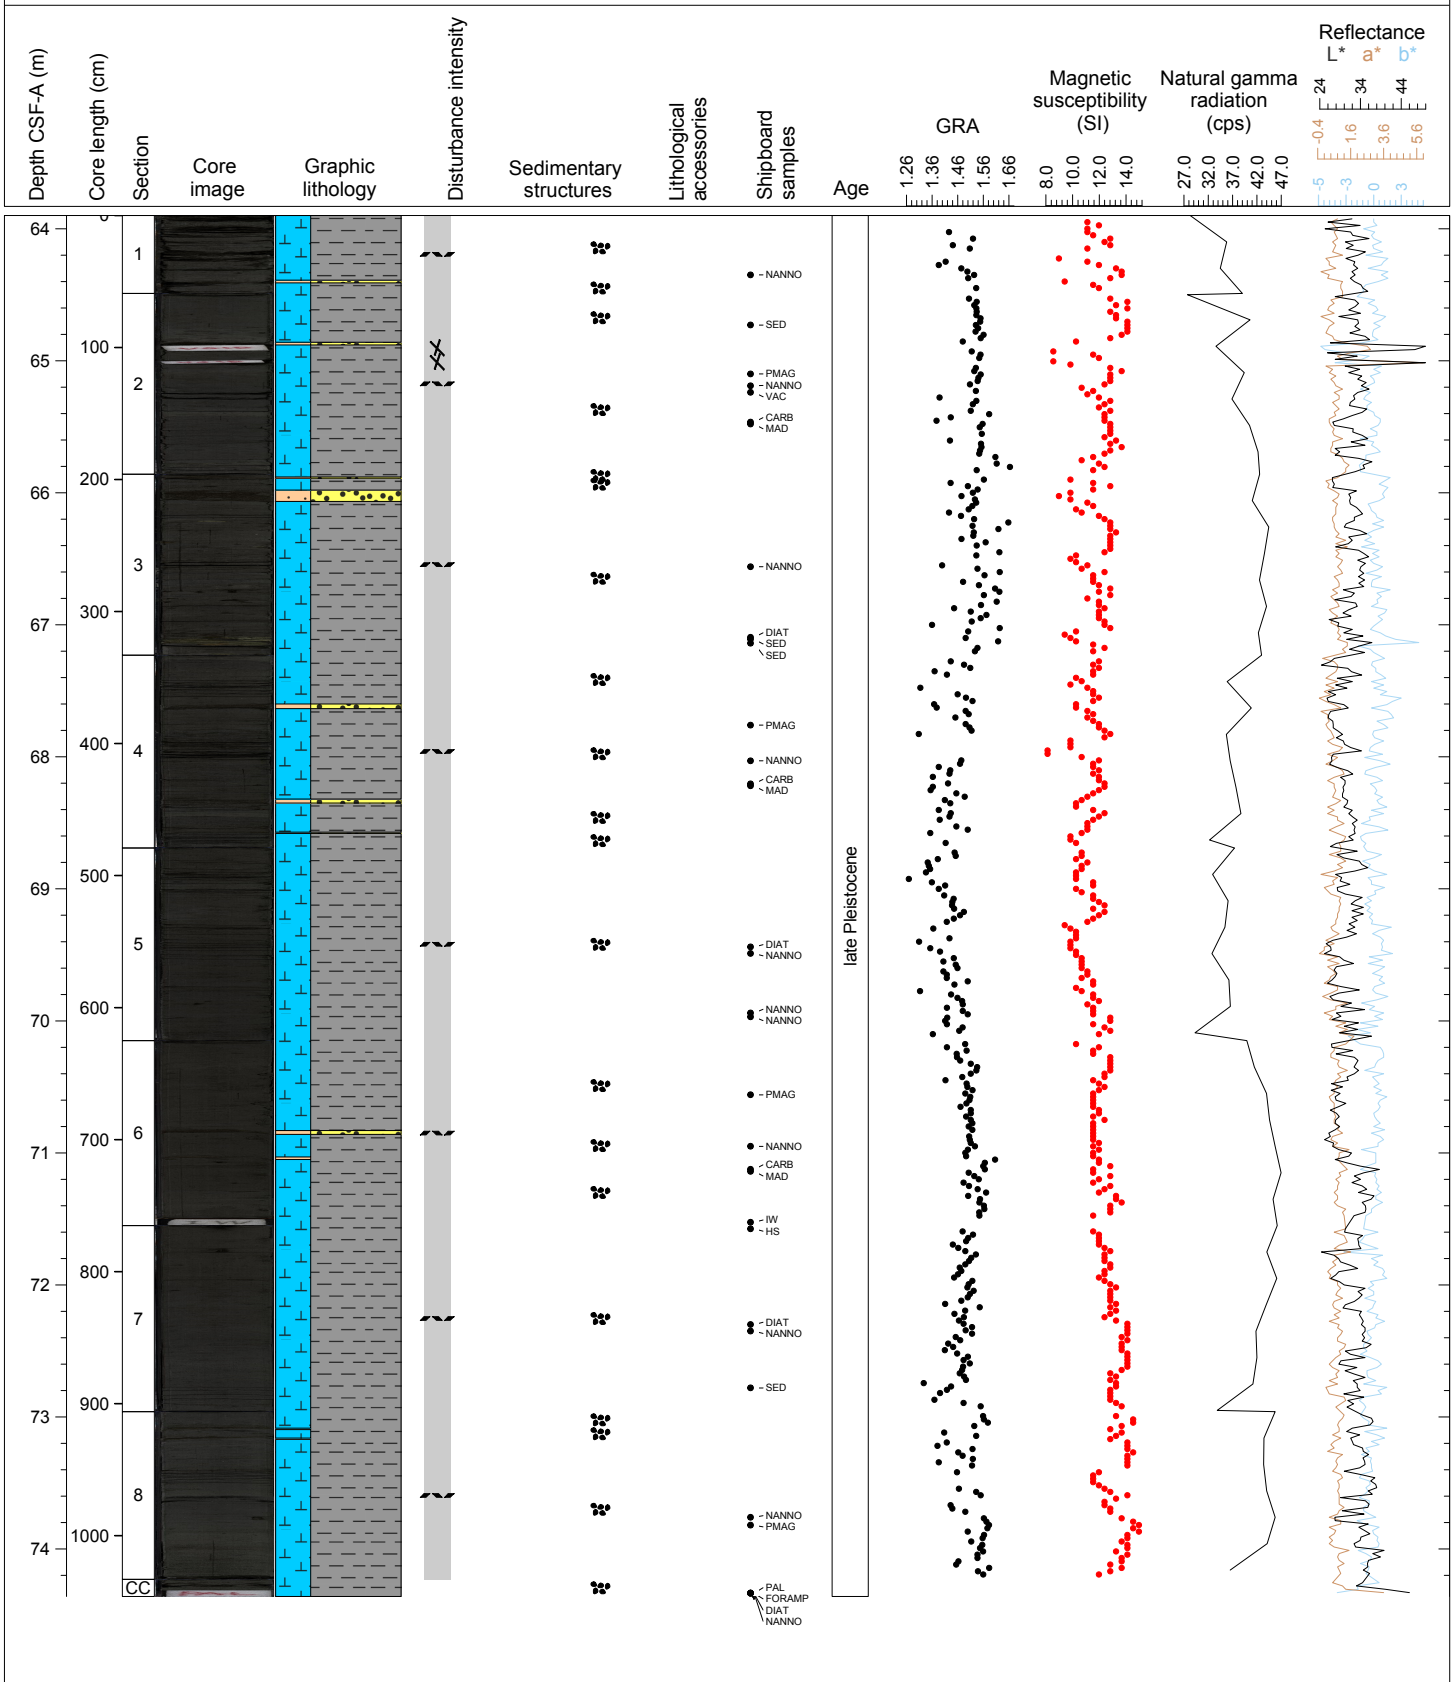 Depth CSF-A (m)
Core length (cm)
Section
Core
image
Graphic
lithology
Disturbance intensity
Sedimentary
structures
Lithological
accessories
Shipboard
samples
Age
GRA
1.26 1.36 1.46 1.56 1.66
Magnetic
susceptibility
(SI)
8.0 10.0 12.0 14.0
Natural gamma
radiation
(cps)
27.0 32.0 37.0 42.0 47.0
Reflectance
L* a* b*
24 34 44
-0.4 1.6 3.6 5.6
-5 -3 0 3
64
65
66
67
68
69
70
71
72
73
74
0
100
200
300
400
500
600
700
800
900
1000
1
2
3
4
5
6
7
8
CC
NANNO
SED
PMAG
NANNO
VAC
CARB
MAD
NANNO
DIAT
SED
SED
PMAG
NANNO
CARB
MAD
DIAT
NANNO
NANNO
NANNO
PMAG
NANNO
CARB
MAD
IW
HS
DIAT
NANNO
SED
NANNO
PMAG
PAL
FORAMP
DIAT
NANNO
late Pleistocene